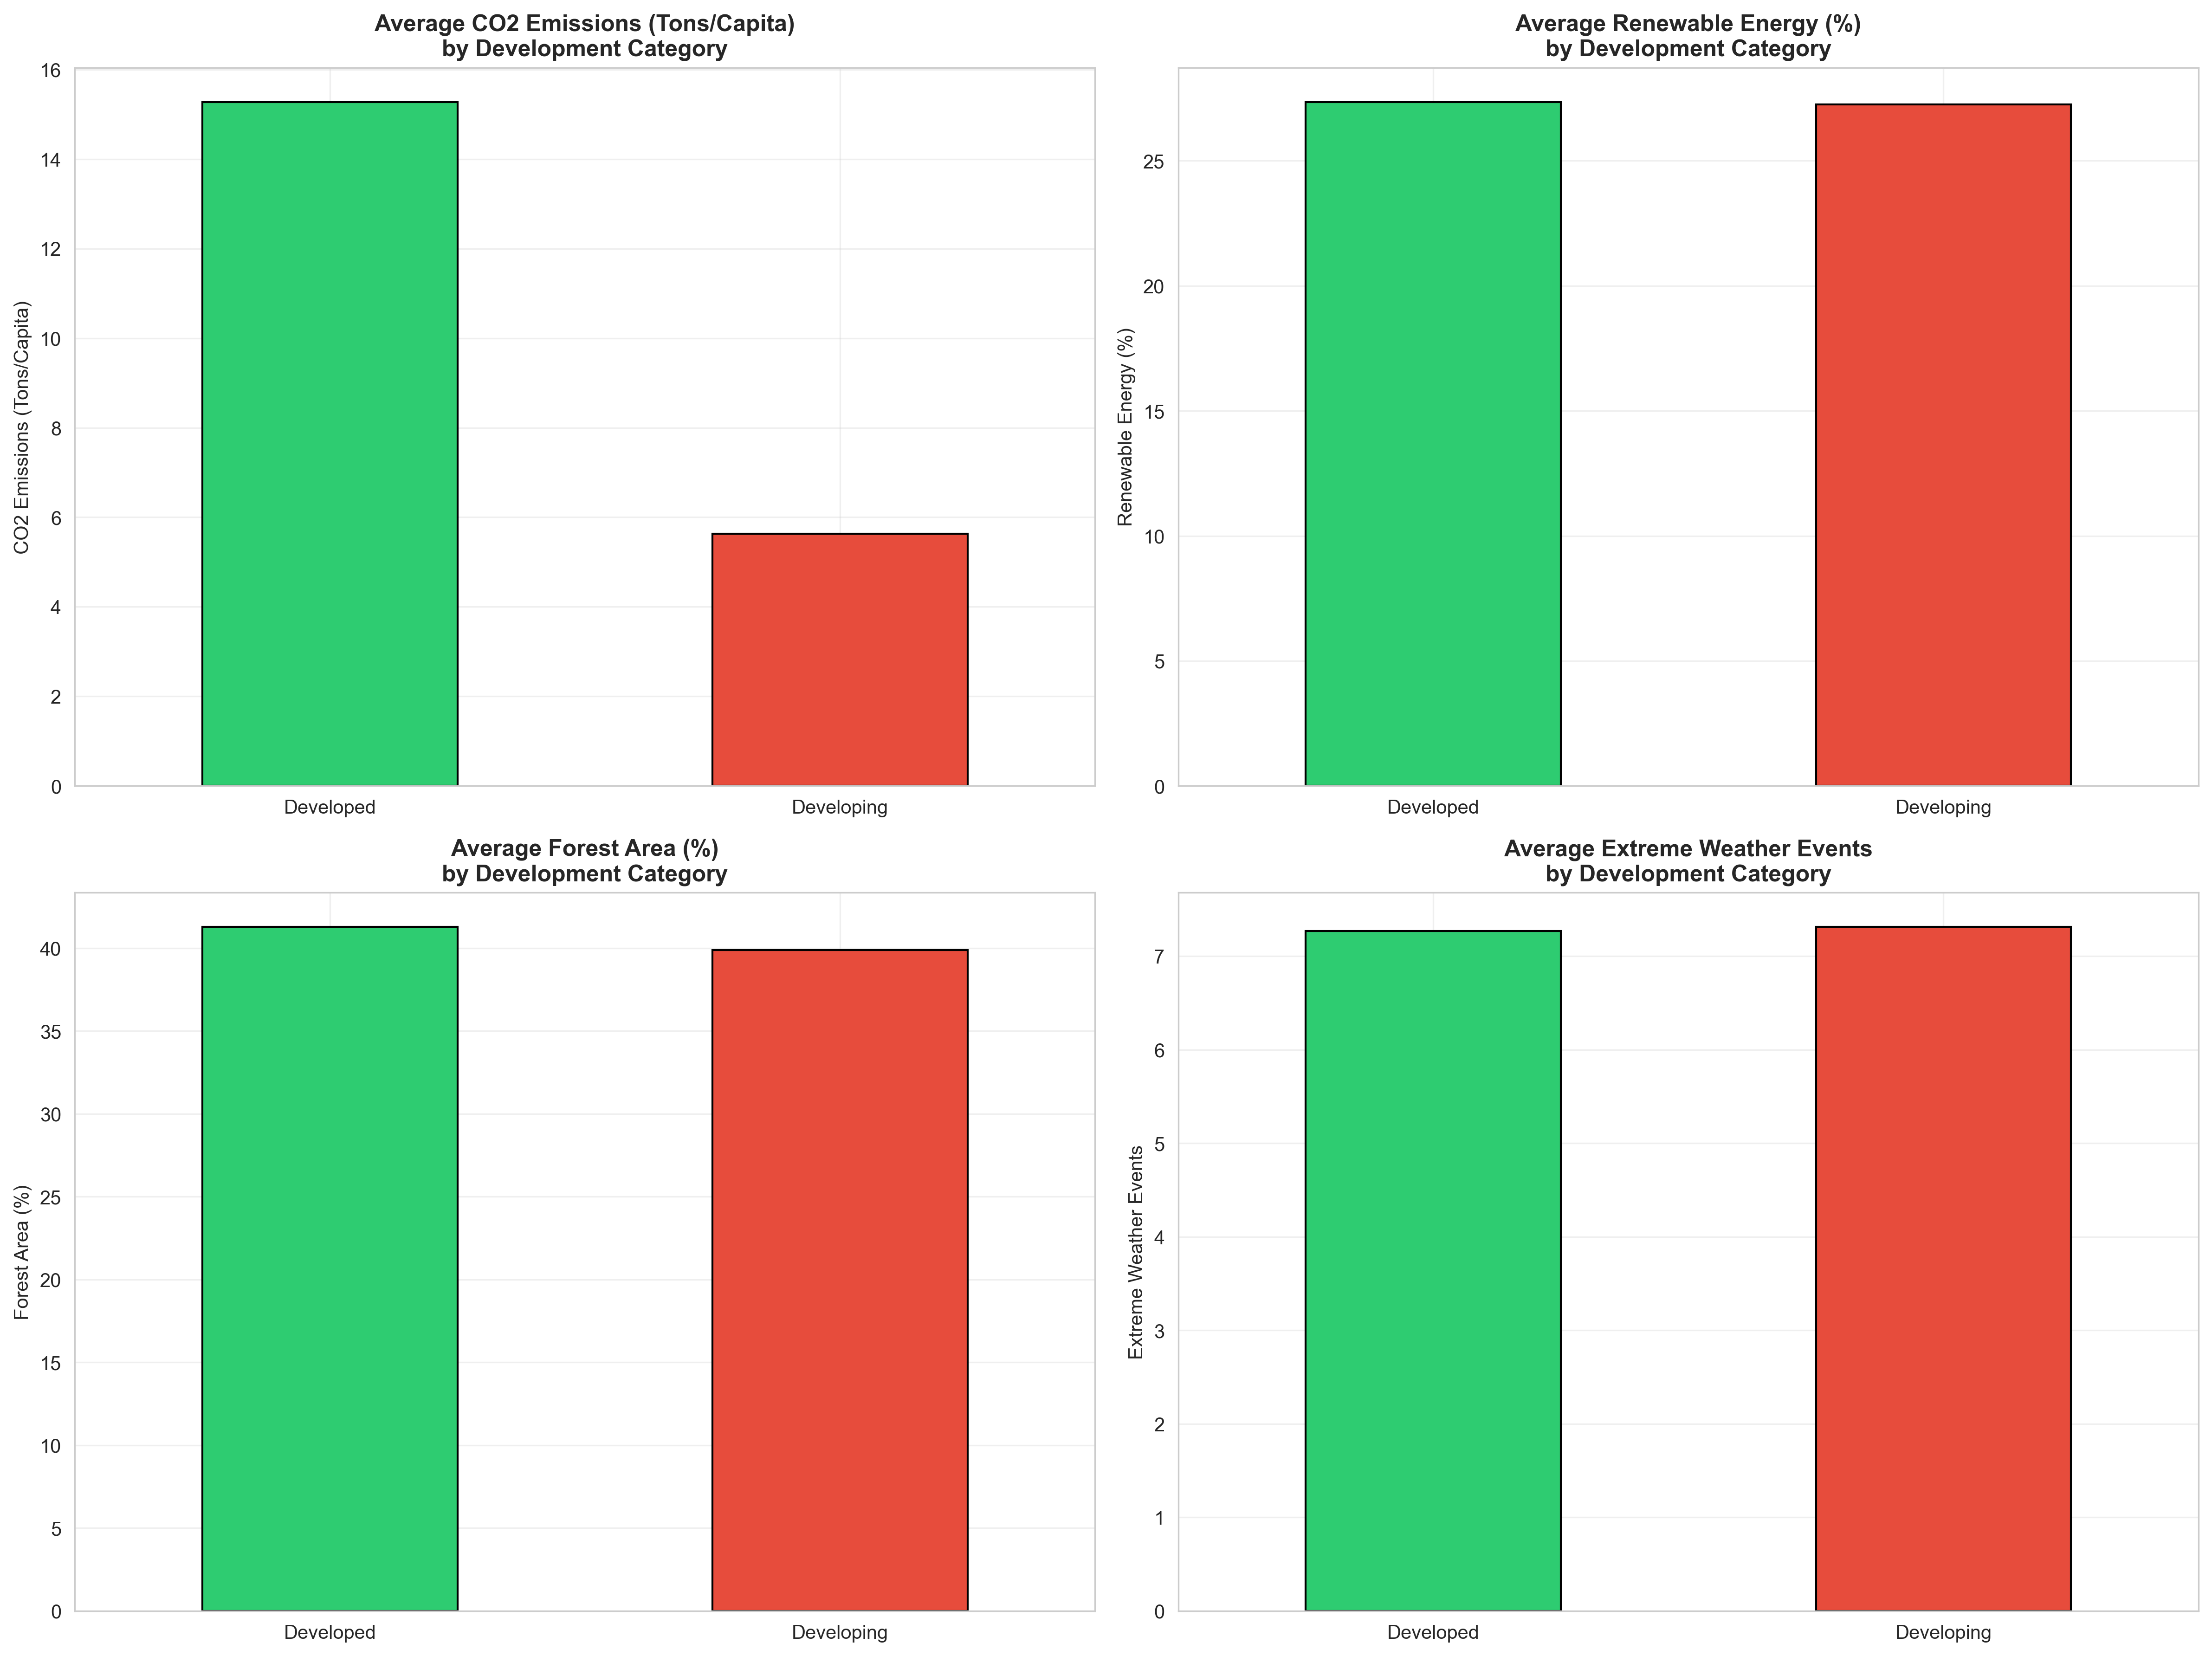 Average CO2 Emissions (Tons/Capita)
by Development Category
CO2 Emissions (Tons/Capita)
16
14
12
10
8
6
4
2
0
Developed
Developing
Average Renewable Energy (%)
by Development Category
Renewable Energy (%)
25
20
15
10
5
0
Developed
Developing
Average Forest Area (%)
by Development Category
Forest Area (%)
40
35
30
25
20
15
10
5
0
Developed
Developing
Average Extreme Weather Events
by Development Category
Extreme Weather Events
7
6
5
4
3
2
1
0
Developed
Developing